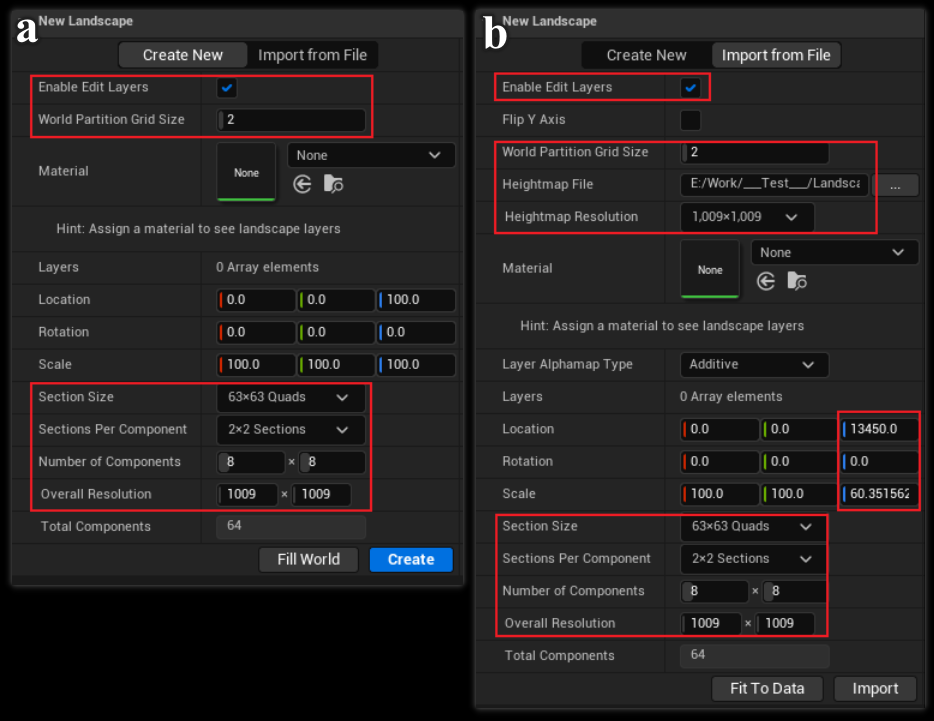 a
New Landscape
Create New Import from File
Enable Edit Layers
World Partition Grid Size 2
Material None None
Hint: Assign a material to see landscape layers
Layers 0 Array elements
Location 0.0 0.0 100.0
Rotation 0.0 0.0 0.0
Scale 100.0 100.0 100.0
Section Size 63×63 Quads
Sections Per Component 2×2 Sections
Number of Components 8 × 8
Overall Resolution 1009 × 1009
Total Components 64
Fill World Create
b
New Landscape
Create New Import from File
Enable Edit Layers
Flip Y Axis
World Partition Grid Size 2
Heightmap File E:/Work/___Test___/Landsca ...
Heightmap Resolution 1,009×1,009
Material None None
Hint: Assign a material to see landscape layers
Layer Alphamap Type Additive
Layers 0 Array elements
Location 0.0 0.0 13450.0
Rotation 0.0 0.0 0.0
Scale 100.0 100.0 60.351562
Section Size 63×63 Quads
Sections Per Component 2×2 Sections
Number of Components 8 × 8
Overall Resolution 1009 × 1009
Total Components 64
Fit To Data Import